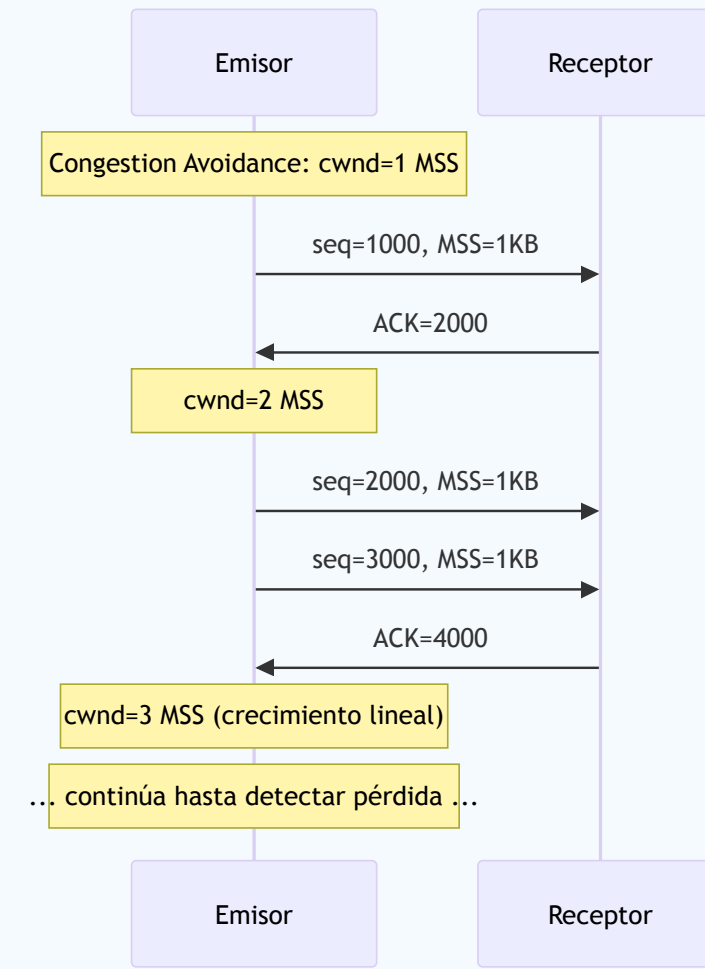 Emisor
Receptor
Congestion Avoidance: cwnd=1 MSS
seq=1000, MSS=1KB
ACK=2000
cwnd=2 MSS
seq=2000, MSS=1KB
seq=3000, MSS=1KB
ACK=4000
cwnd=3 MSS (crecimiento lineal)
... continúa hasta detectar pérdida ...
Emisor
Receptor